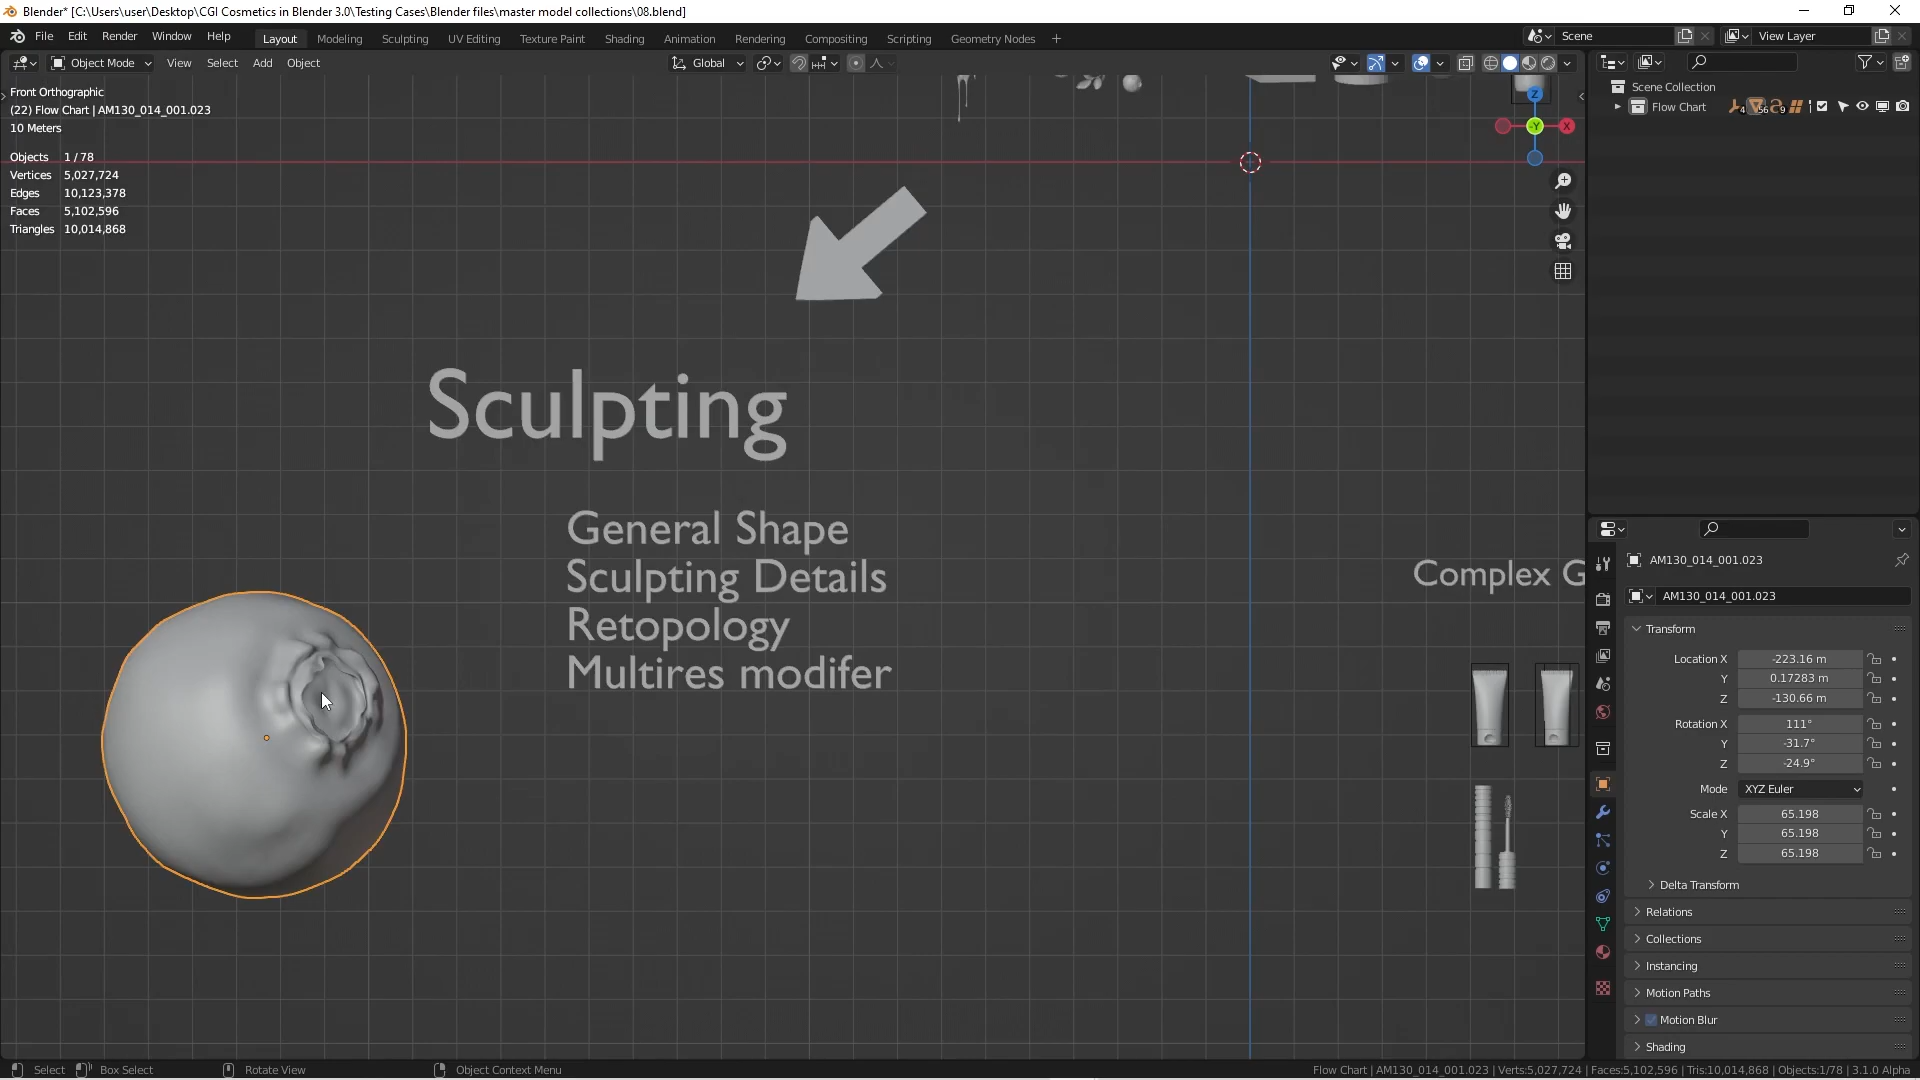 Blender* [C:\Users\user\Desktop\CGI Cosmetics in Blender 3.0\Testing Cases\Blender files\master model collections\08.blend]
File Edit Render Window Help Layout Modeling Sculpting UV Editing Texture Paint Shading Animation Rendering Compositing Scripting Geometry Nodes + Scene View Layer
Object Mode View Select Add Object Global
Front Orthographic
(22) Flow Chart | AM130_014_001.023
10 Meters
Objects 1 / 78
Vertices 5,027,724
Edges 10,123,378
Faces 5,102,596
Triangles 10,014,868
Z
-Y X
Scene Collection
Flow Chart 4 56 9
Sculpting
General Shape
Sculpting Details
Retopology
Multires modifer
Complex G
AM130_014_001.023
AM130_014_001.023
Transform
Location X -223.16 m
Y 0.17283 m
Z -130.66 m
Rotation X 111°
Y -31.7°
Z -24.9°
Mode XYZ Euler
Scale X 65.198
Y 65.198
Z 65.198
Delta Transform
Relations
Collections
Instancing
Motion Paths
Motion Blur
Shading
Select Box Select Rotate View Object Context Menu Flow Chart | AM130_014_001.023 | Verts:5,027,724 | Faces:5,102,596 | Tris:10,014,868 | Objects:1/78 | 3.1.0 Alpha